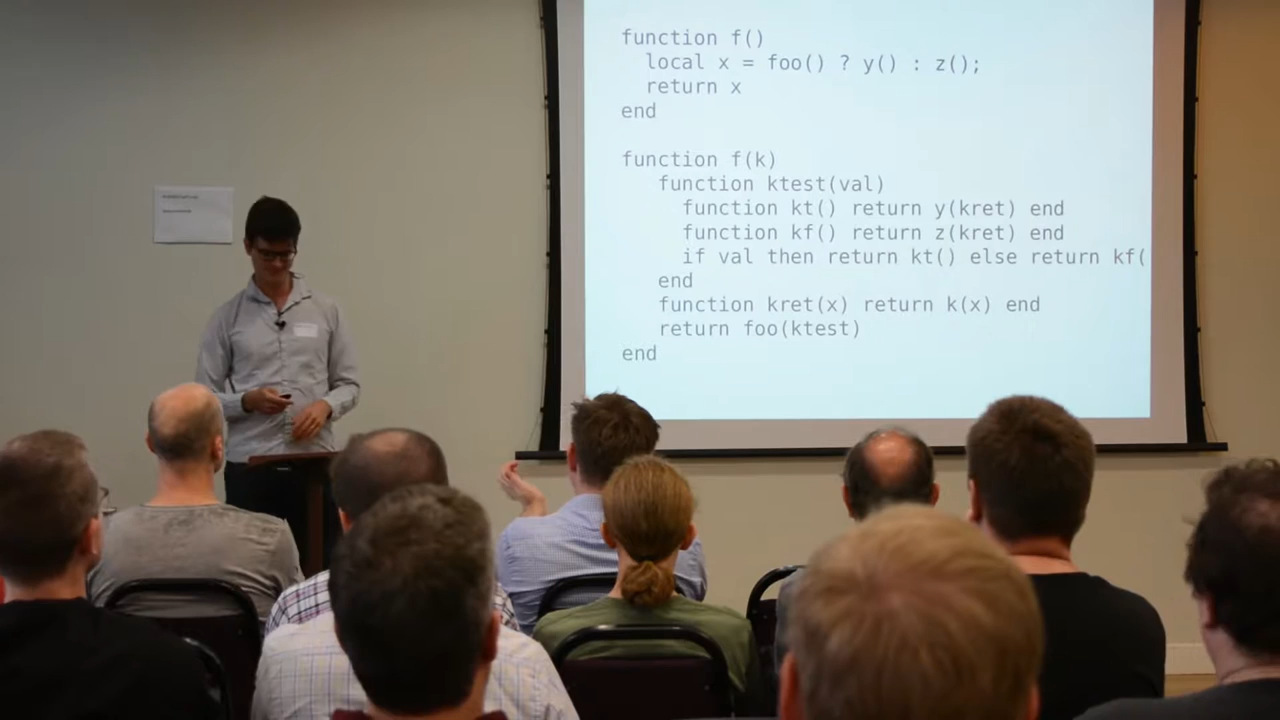 function f()
local x = foo() ? y() : z();
return x
end
function f(k)
function ktest(val)
function kt() return y(kret) end
function kf() return z(kret) end
if val then return kt() else return kf(
end
function kret(x) return k(x) end
return foo(ktest)
end